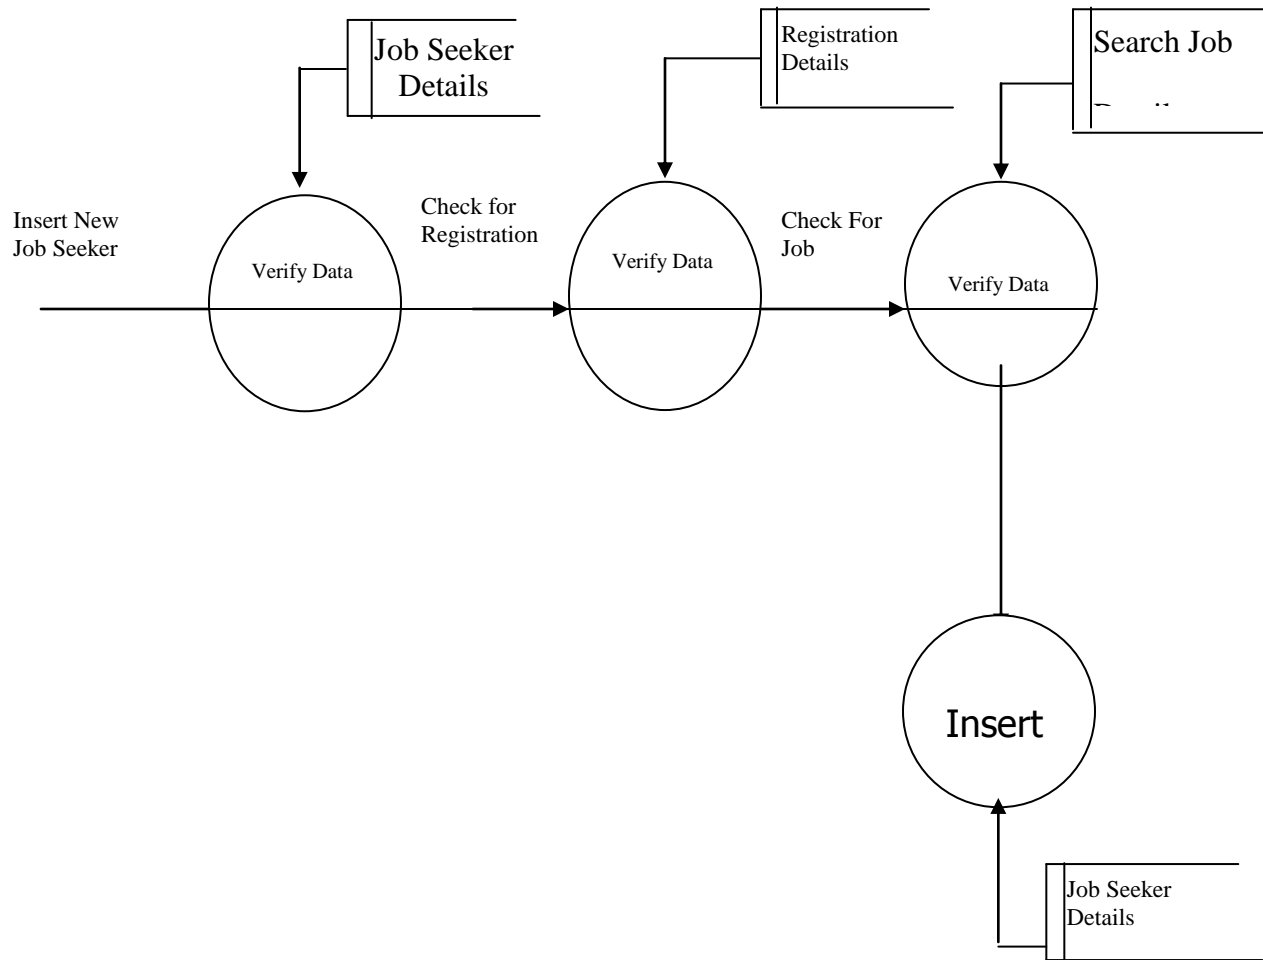 Job Seeker
Details
Registration
Details
Search Job
Insert New
Job Seeker
Verify Data
Check for
Registration
Verify Data
Check For
Job
Verify Data
Insert
Job Seeker
Details